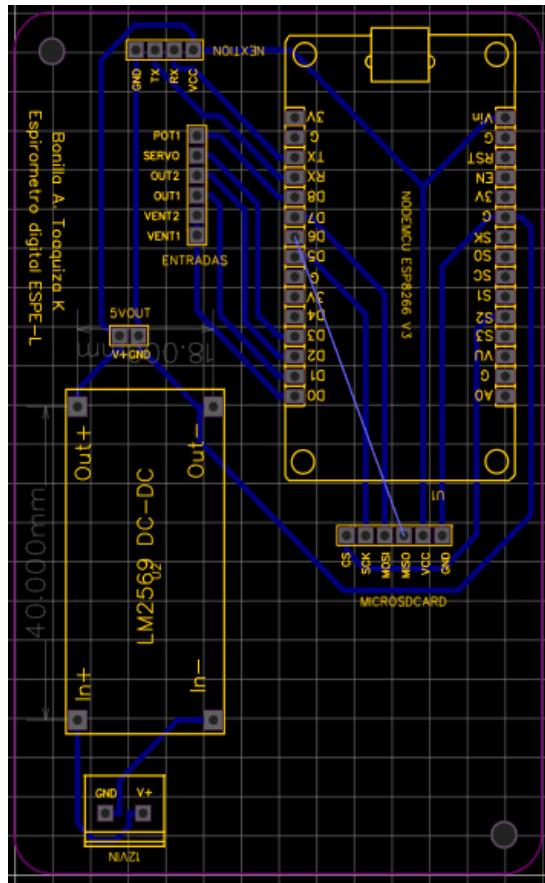 NEXTION
GND
TX
RX
VCC
POT1
SERVO
OUT2
OUT1
VENT2
VENT1
ENTRADAS
Bonilla A. Toaquiza K
Espirometro digital ESPE-L
5VOUT
V+GND
18.000mm
Out+
Out-
LM2569 DC-DC
U2
40.000mm
In+
In-
GND
V+
12VIN
3V
G
TX
RX
D8
D7
D6
D5
G
3V
D4
D3
D2
D1
D0
NODEMCU ESP8266 V3
Vin
G
RST
EN
3V
G
SK
S0
SC
S1
S2
S3
VU
G
A0
U1
CS
SCK
MOSI
MISO
VCC
GND
MICROSDCARD